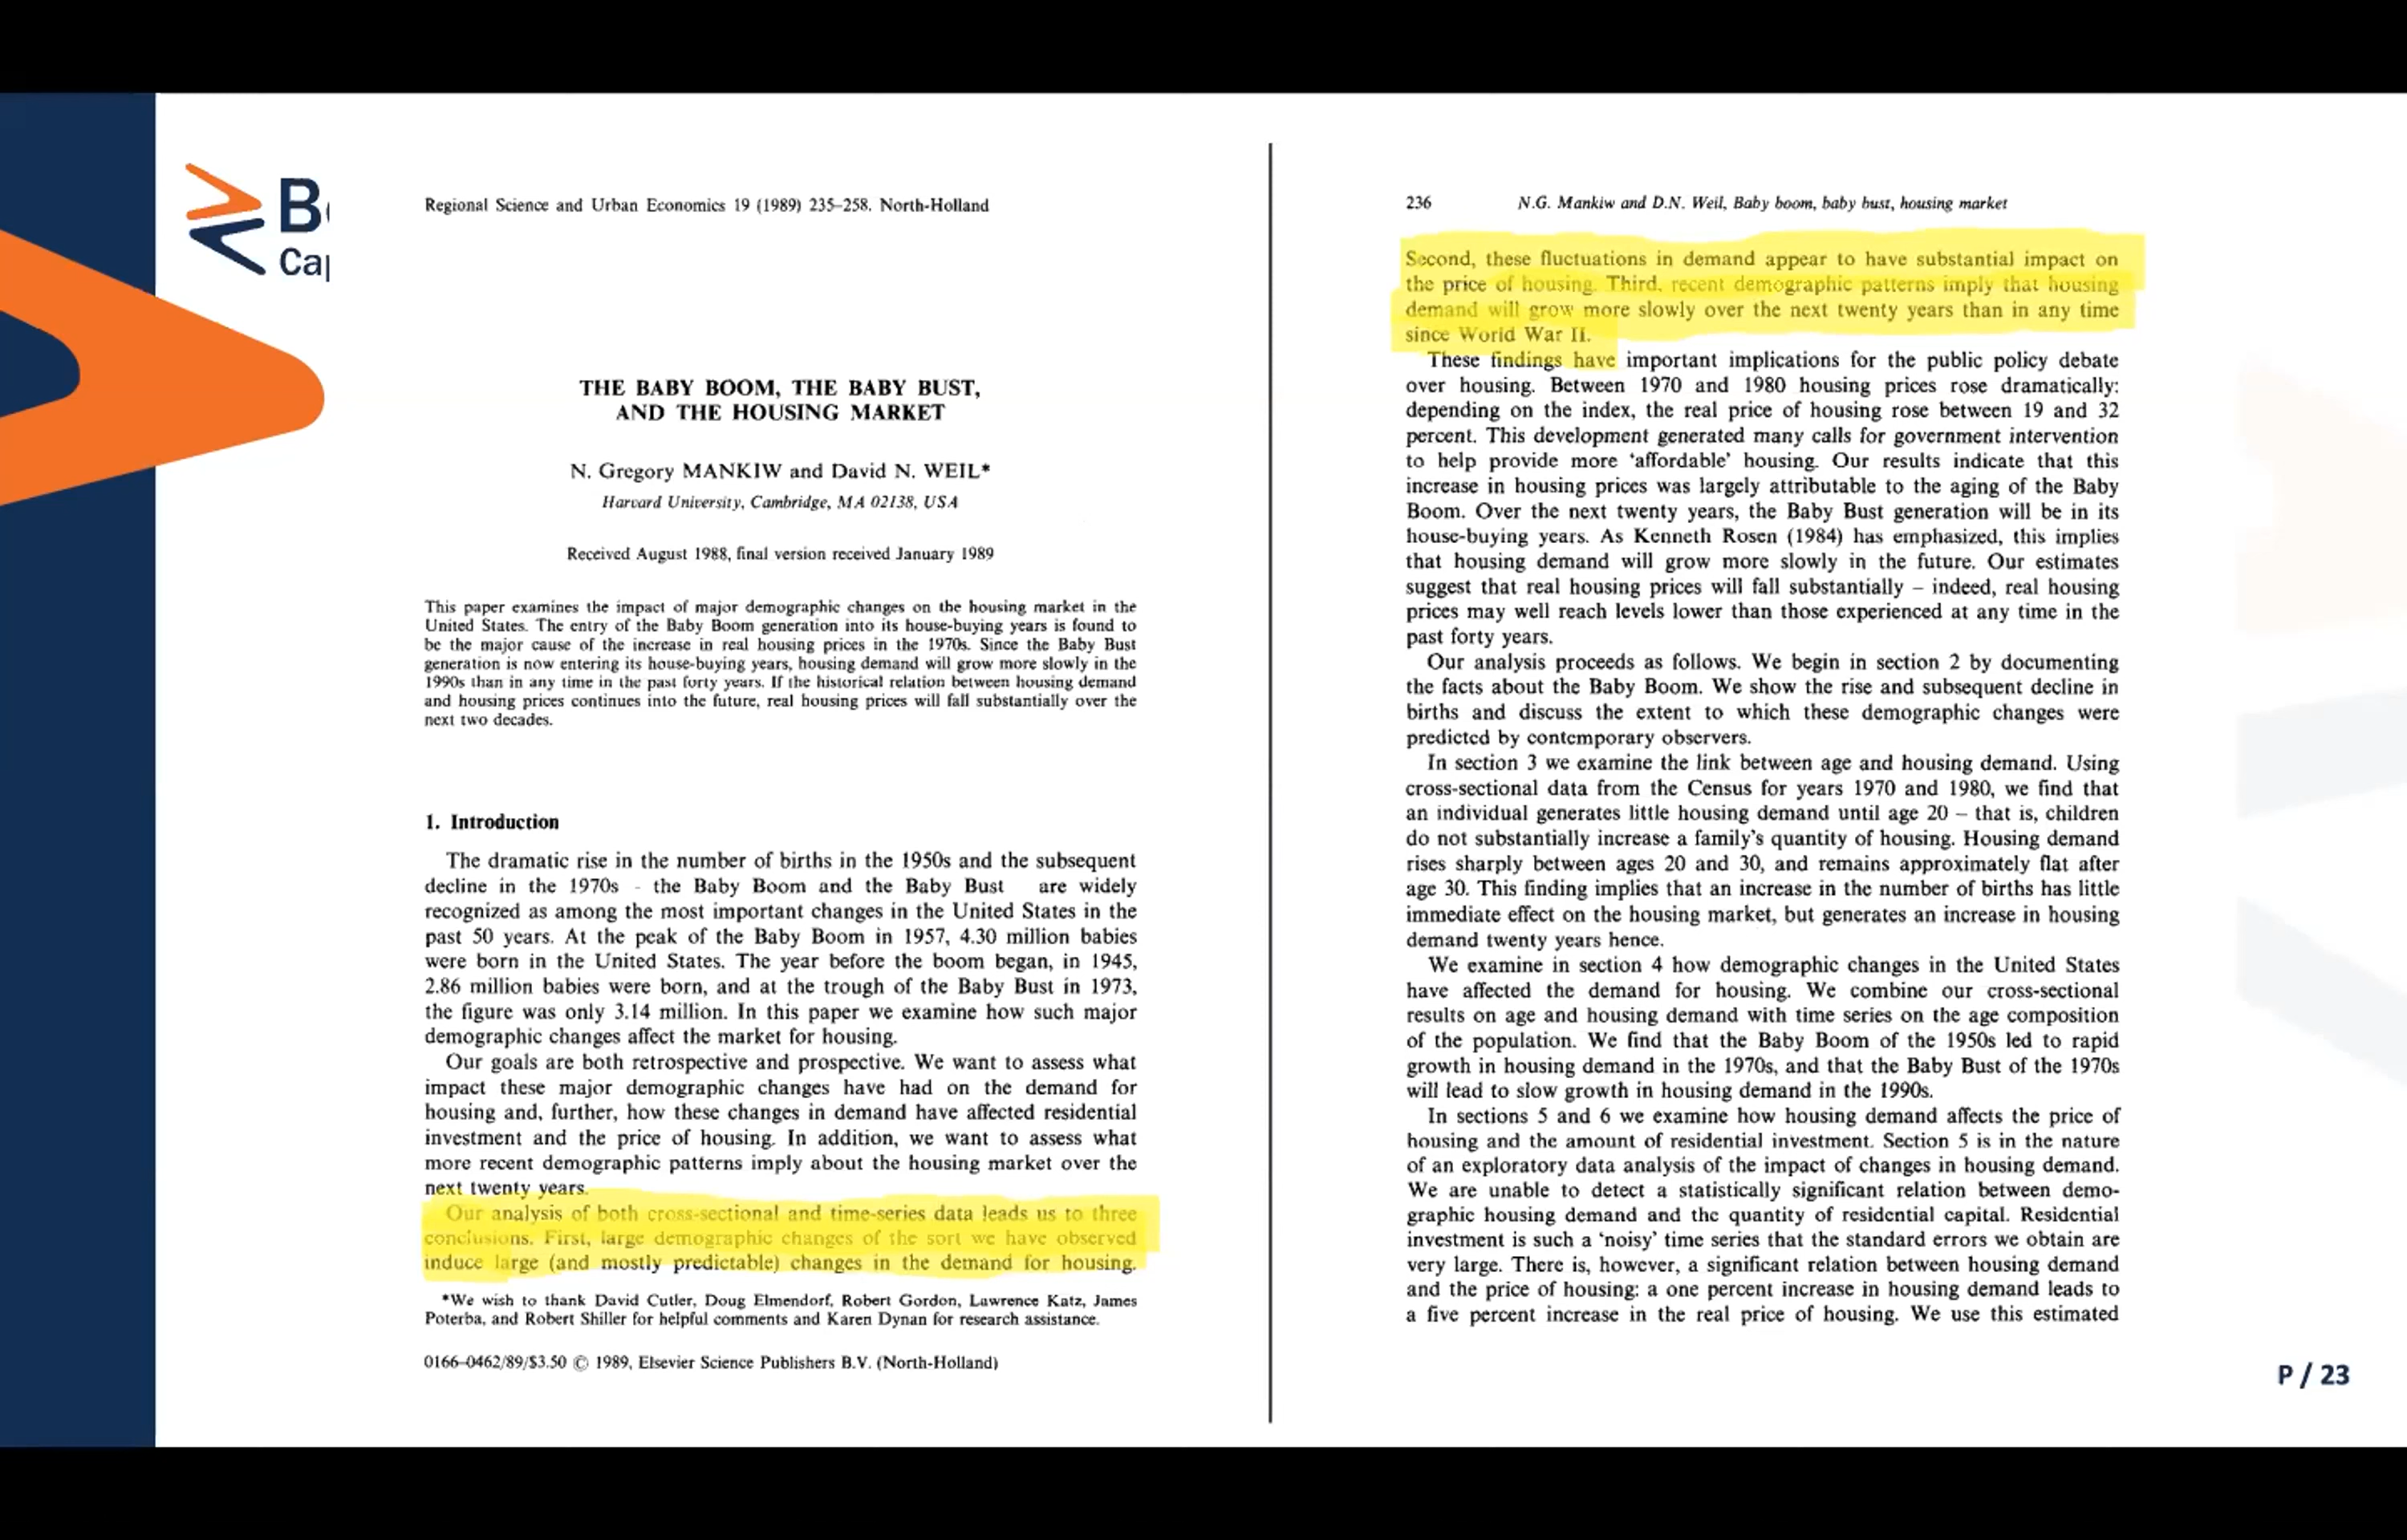 B
Ca
Regional Science and Urban Economics 19 (1989) 235–258. North-Holland
THE BABY BOOM, THE BABY BUST,
AND THE HOUSING MARKET
N. Gregory MANKIW and David N. WEIL*
Harvard University, Cambridge, MA 02138, USA
Received August 1988, final version received January 1989
This paper examines the impact of major demographic changes on the housing market in the
United States. The entry of the Baby Boom generation into its house-buying years is found to
be the major cause of the increase in real housing prices in the 1970s. Since the Baby Bust
generation is now entering its house-buying years, housing demand will grow more slowly in the
1990s than in any time in the past forty years. If the historical relation between housing demand
and housing prices continues into the future, real housing prices will fall substantially over the
next two decades.
1. Introduction
The dramatic rise in the number of births in the 1950s and the subsequent
decline in the 1970s - the Baby Boom and the Baby Bust are widely
recognized as among the most important changes in the United States in the
past 50 years. At the peak of the Baby Boom in 1957, 4.30 million babies
were born in the United States. The year before the boom began, in 1945,
2.86 million babies were born, and at the trough of the Baby Bust in 1973,
the figure was only 3.14 million. In this paper we examine how such major
demographic changes affect the market for housing.
Our goals are both retrospective and prospective. We want to assess what
impact these major demographic changes have had on the demand for
housing and, further, how these changes in demand have affected residential
investment and the price of housing. In addition, we want to assess what
more recent demographic patterns imply about the housing market over the
next twenty years.
Our analysis of both cross-sectional and time-series data leads us to three
conclusions. First, large demographic changes of the sort we have observed
induce large (and mostly predictable) changes in the demand for housing.
*We wish to thank David Cutler, Doug Elmendorf, Robert Gordon, Lawrence Katz, James
Poterba, and Robert Shiller for helpful comments and Karen Dynan for research assistance.
0166–0462/89/$3.50 © 1989, Elsevier Science Publishers B.V. (North-Holland)
236 N.G. Mankiw and D.N. Weil, Baby boom, baby bust, housing market
Second, these fluctuations in demand appear to have substantial impact on
the price of housing. Third, recent demographic patterns imply that housing
demand will grow more slowly over the next twenty years than in any time
since World War II.
These findings have important implications for the public policy debate
over housing. Between 1970 and 1980 housing prices rose dramatically:
depending on the index, the real price of housing rose between 19 and 32
percent. This development generated many calls for government intervention
to help provide more ‘affordable’ housing. Our results indicate that this
increase in housing prices was largely attributable to the aging of the Baby
Boom. Over the next twenty years, the Baby Bust generation will be in its
house-buying years. As Kenneth Rosen (1984) has emphasized, this implies
that housing demand will grow more slowly in the future. Our estimates
suggest that real housing prices will fall substantially – indeed, real housing
prices may well reach levels lower than those experienced at any time in the
past forty years.
Our analysis proceeds as follows. We begin in section 2 by documenting
the facts about the Baby Boom. We show the rise and subsequent decline in
births and discuss the extent to which these demographic changes were
predicted by contemporary observers.
In section 3 we examine the link between age and housing demand. Using
cross-sectional data from the Census for years 1970 and 1980, we find that
an individual generates little housing demand until age 20 – that is, children
do not substantially increase a family’s quantity of housing. Housing demand
rises sharply between ages 20 and 30, and remains approximately flat after
age 30. This finding implies that an increase in the number of births has little
immediate effect on the housing market, but generates an increase in housing
demand twenty years hence.
We examine in section 4 how demographic changes in the United States
have affected the demand for housing. We combine our cross-sectional
results on age and housing demand with time series on the age composition
of the population. We find that the Baby Boom of the 1950s led to rapid
growth in housing demand in the 1970s, and that the Baby Bust of the 1970s
will lead to slow growth in housing demand in the 1990s.
In sections 5 and 6 we examine how housing demand affects the price of
housing and the amount of residential investment. Section 5 is in the nature
of an exploratory data analysis of the impact of changes in housing demand.
We are unable to detect a statistically significant relation between demo-
graphic housing demand and the quantity of residential capital. Residential
investment is such a ‘noisy’ time series that the standard errors we obtain are
very large. There is, however, a significant relation between housing demand
and the price of housing: a one percent increase in housing demand leads to
a five percent increase in the real price of housing. We use this estimated
P / 23